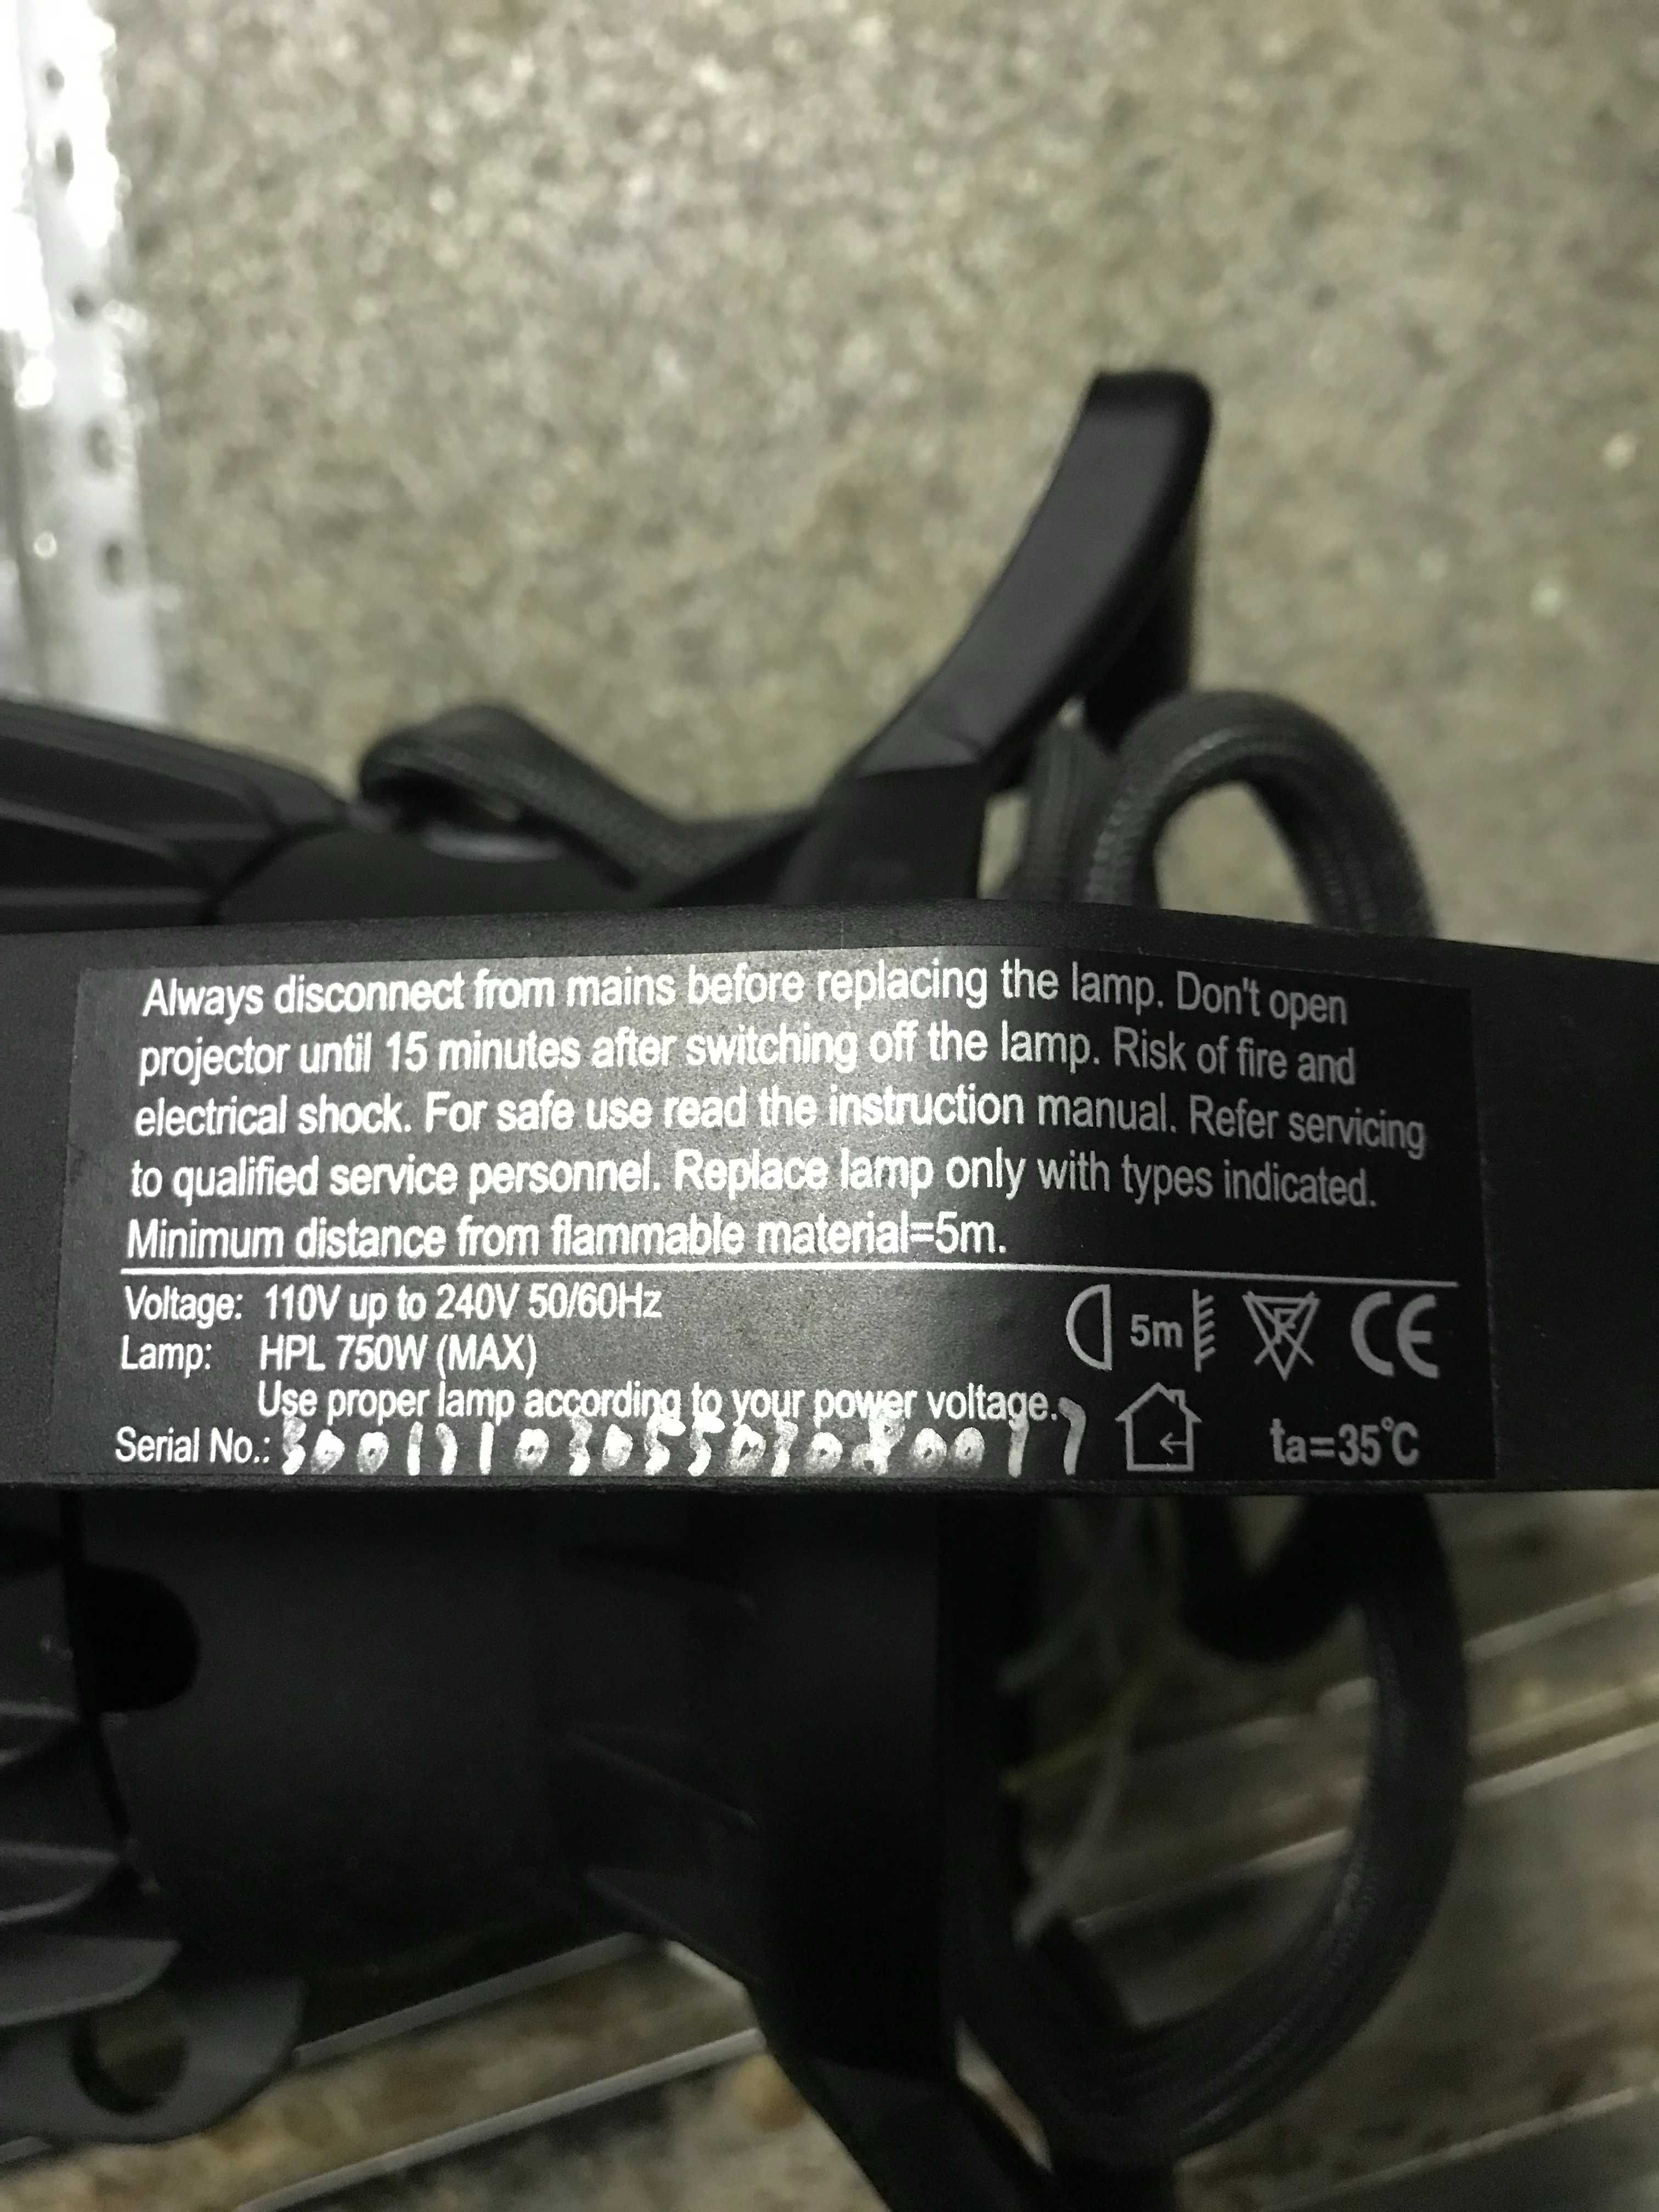 Always disconnect from mains before replacing the lamp. Don't open
projector until 15 minutes after switching off the lamp. Risk of fire and
electrical shock. For safe use read the instruction manual. Refer servicing
to qualified service personnel. Replace lamp only with types indicated.
Minimum distance from flammable material=5m.
Voltage: 110V up to 240V 50/60Hz
5m F CE
Lamp: HPL 750W (MAX)
Use proper lamp according to your power voltage.
Serial No.:
ta=35°C